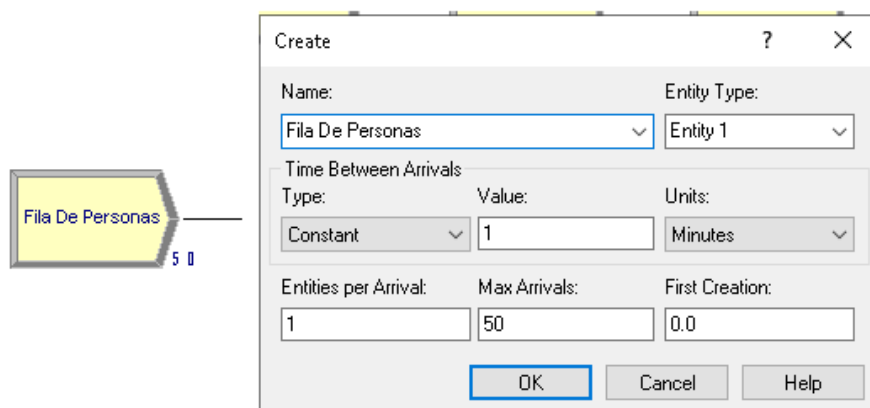 Create ?
Name: Entity Type:
Fila De Personas Entity 1
Time Between Arrivals
Type: Value: Units:
Constant 1 Minutes
Entities per Arrival: Max Arrivals: First Creation:
1 50 0.0
OK Cancel Help
Fila De Personas
5 0